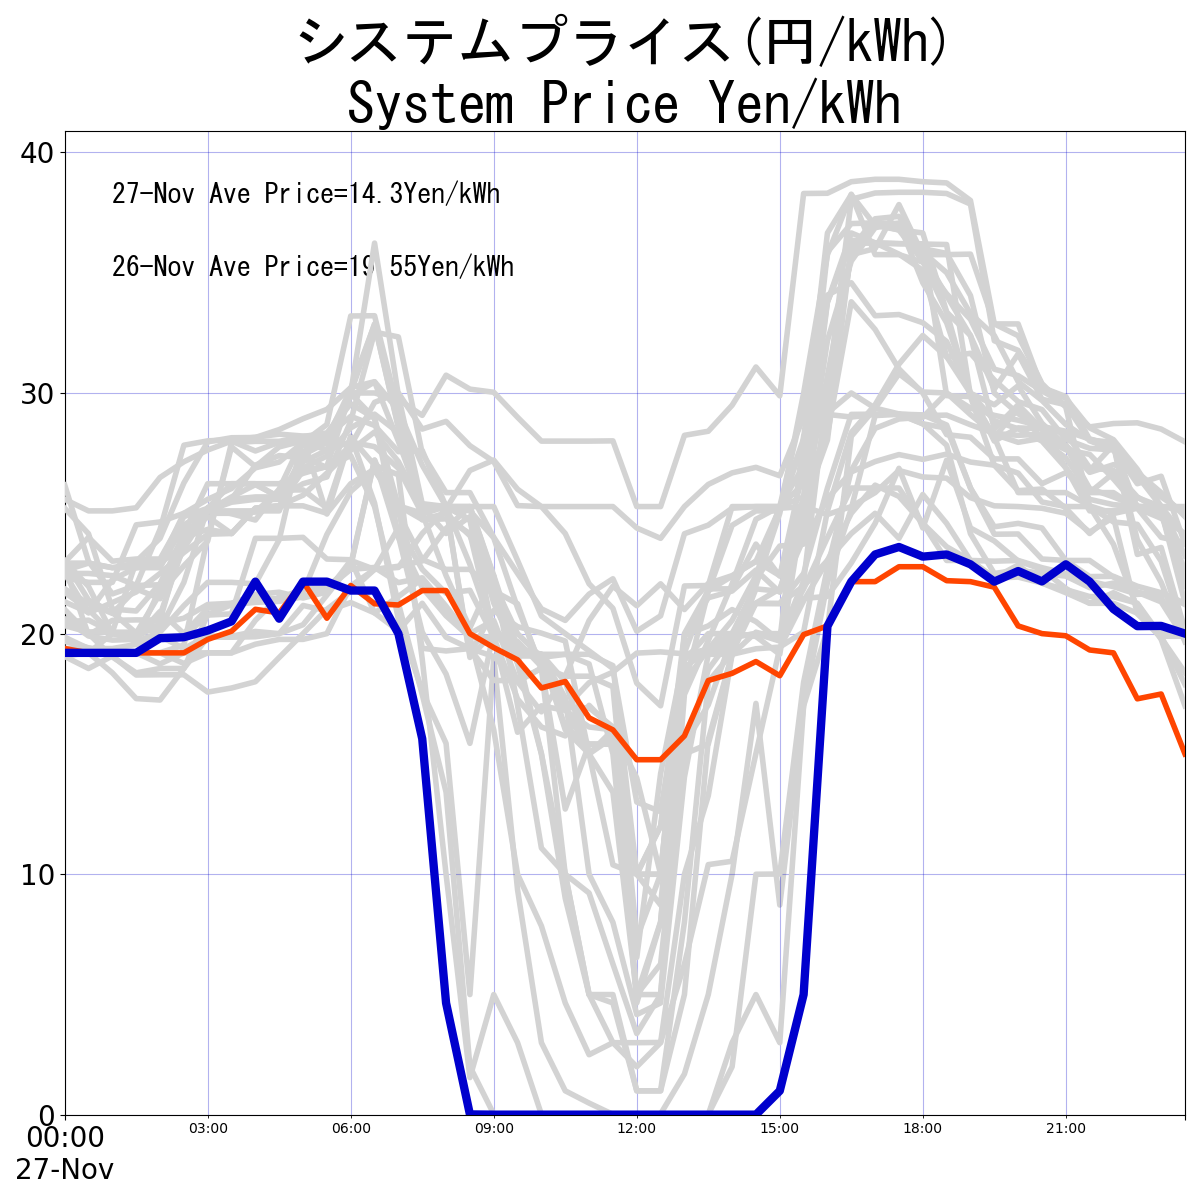 システムプライス(円/kWh)
System Price Yen/kWh
40
27-Nov Ave Price=14.3Yen/kWh
26-Nov Ave Price=19 55Yen/kWh
30
20
10
0
00:00 03:00 06:00 09:00 12:00 15:00 18:00 21:00
27-Nov